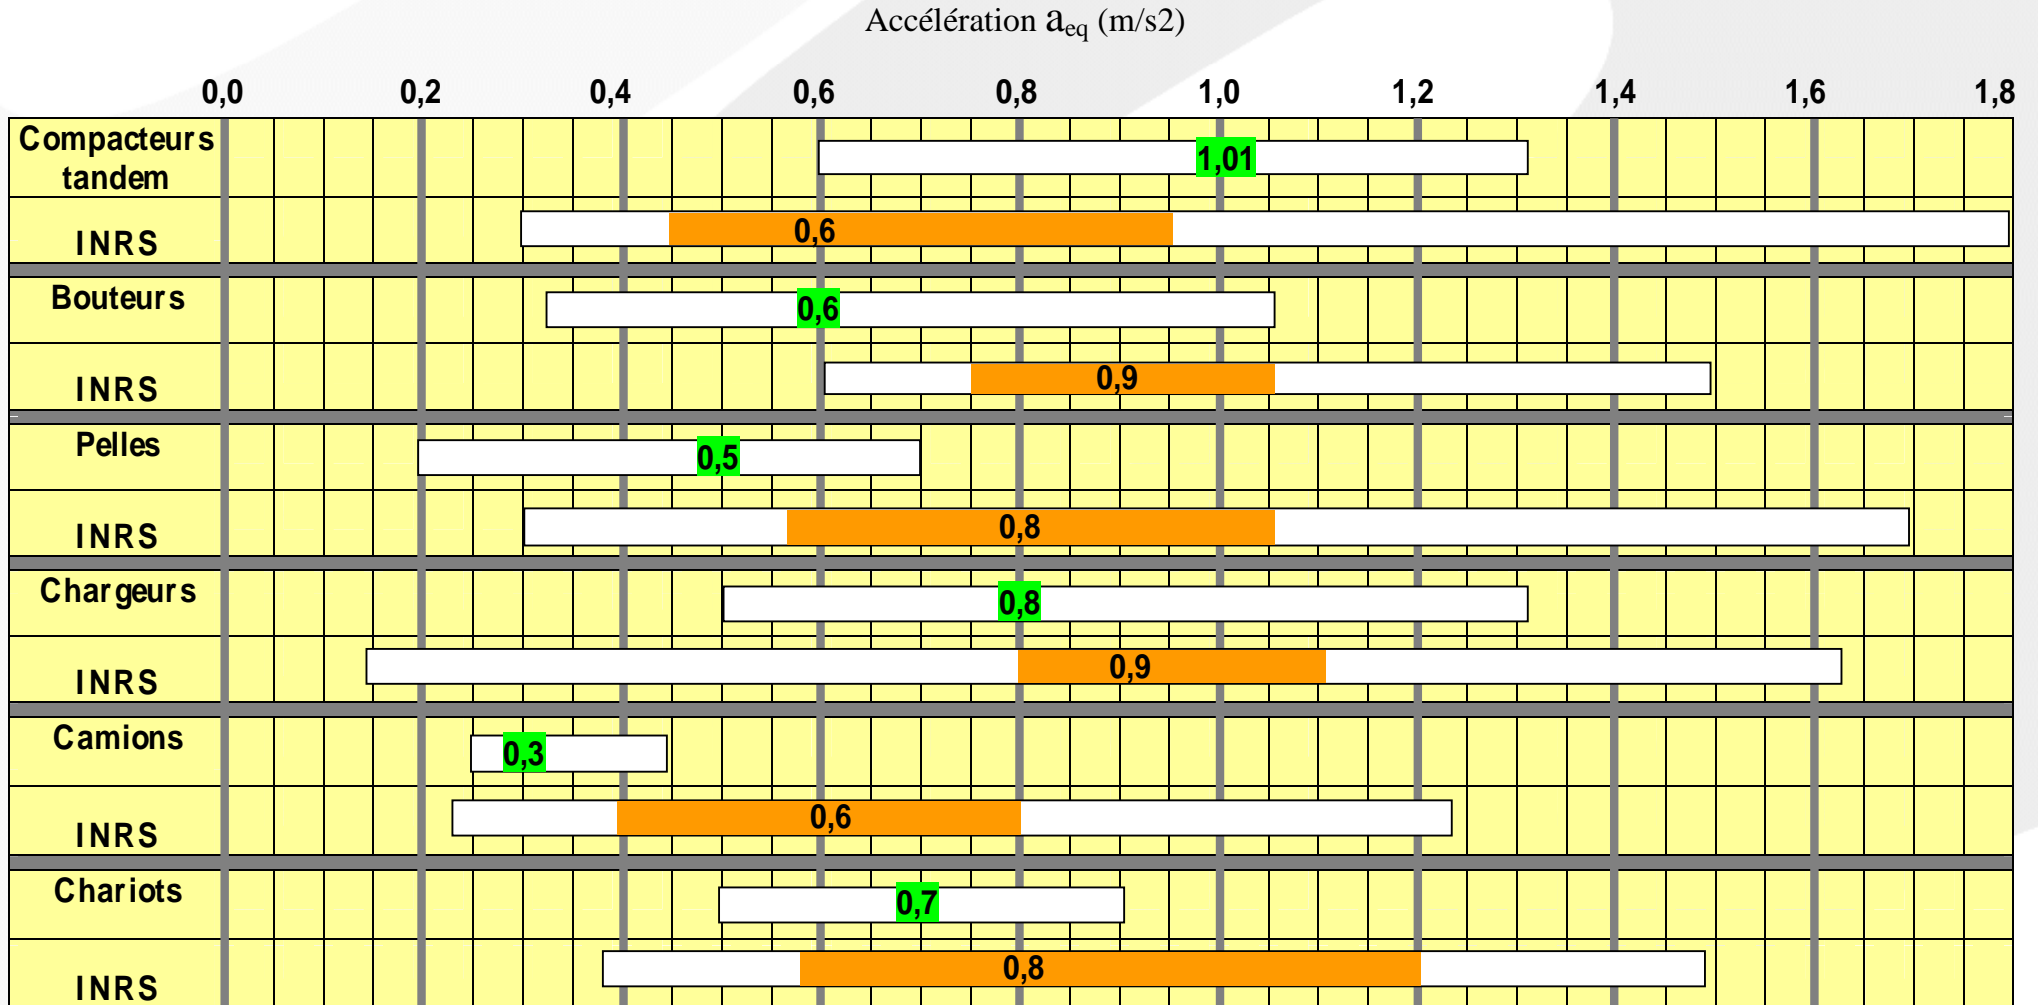 Accélération aeq (m/s2)
0,0 0,2 0,4 0,6 0,8 1,0 1,2 1,4 1,6 1,8
Compacteurs
tandem
1,01
INRS 0,6
Bouteurs 0,6
INRS 0,9
Pelles 0,5
INRS 0,8
Chargeurs 0,8
INRS 0,9
Camions 0,3
INRS 0,6
Chariots 0,7
INRS 0,8